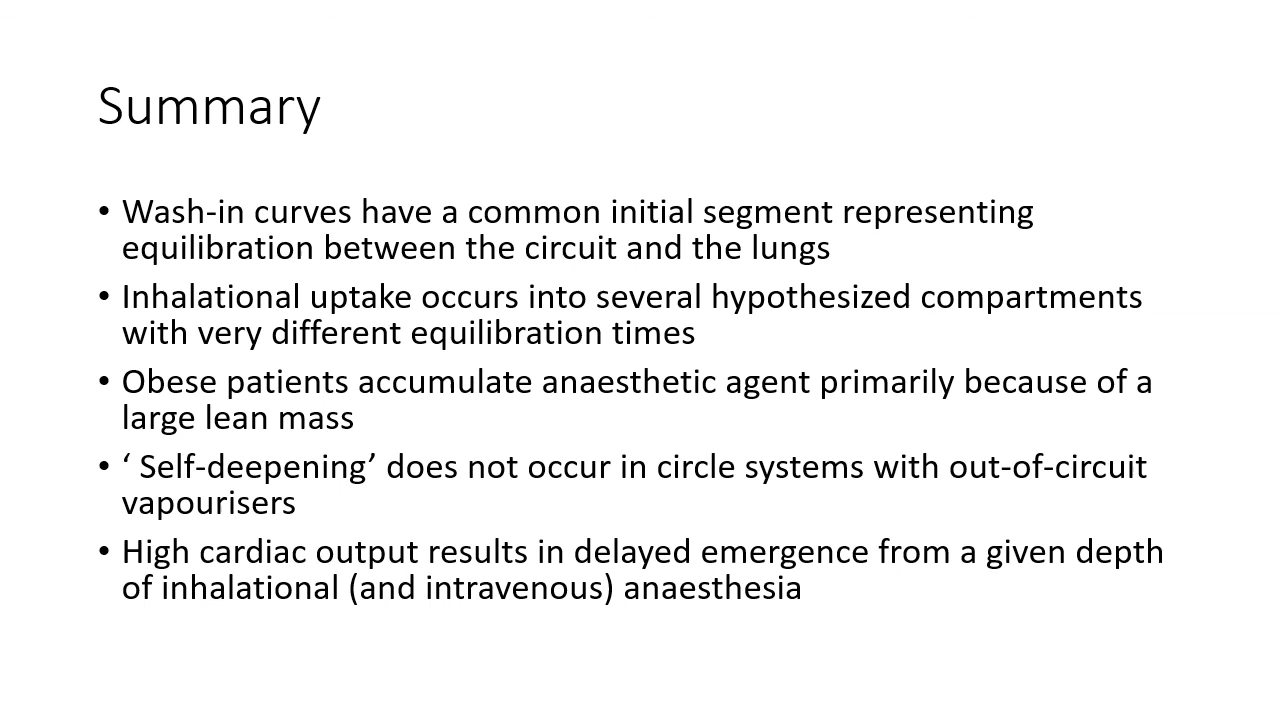 Summary
• Wash-in curves have a common initial segment representing
equilibration between the circuit and the lungs
• Inhalational uptake occurs into several hypothesized compartments
with very different equilibration times
• Obese patients accumulate anaesthetic agent primarily because of a
large lean mass
• ‘ Self-deepening’ does not occur in circle systems with out-of-circuit
vapourisers
• High cardiac output results in delayed emergence from a given depth
of inhalational (and intravenous) anaesthesia